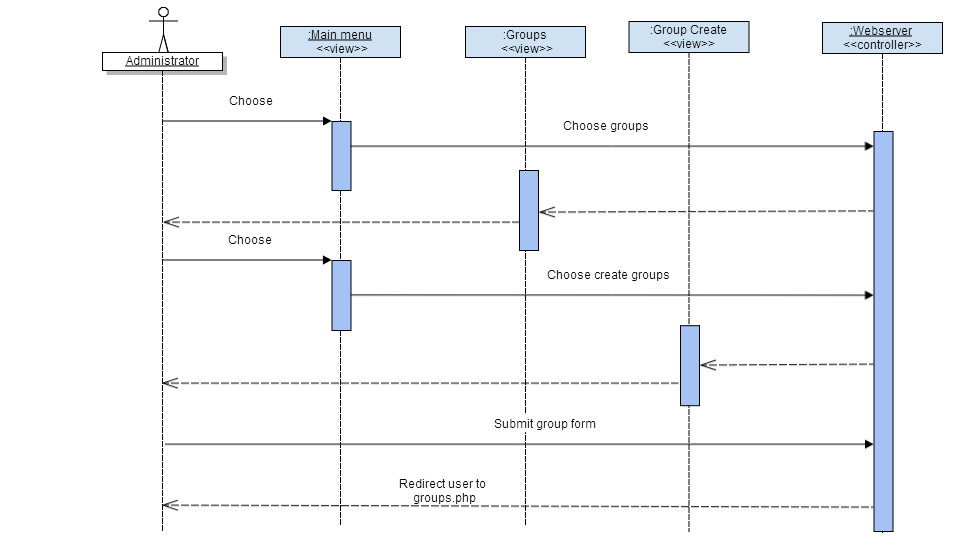 Administrator
:Main menu
<<view>>
:Groups
<<view>>
:Group Create
<<view>>
:Webserver
<<controller>>
Choose
Choose groups
Choose
Choose create groups
Submit group form
Redirect user to
groups.php